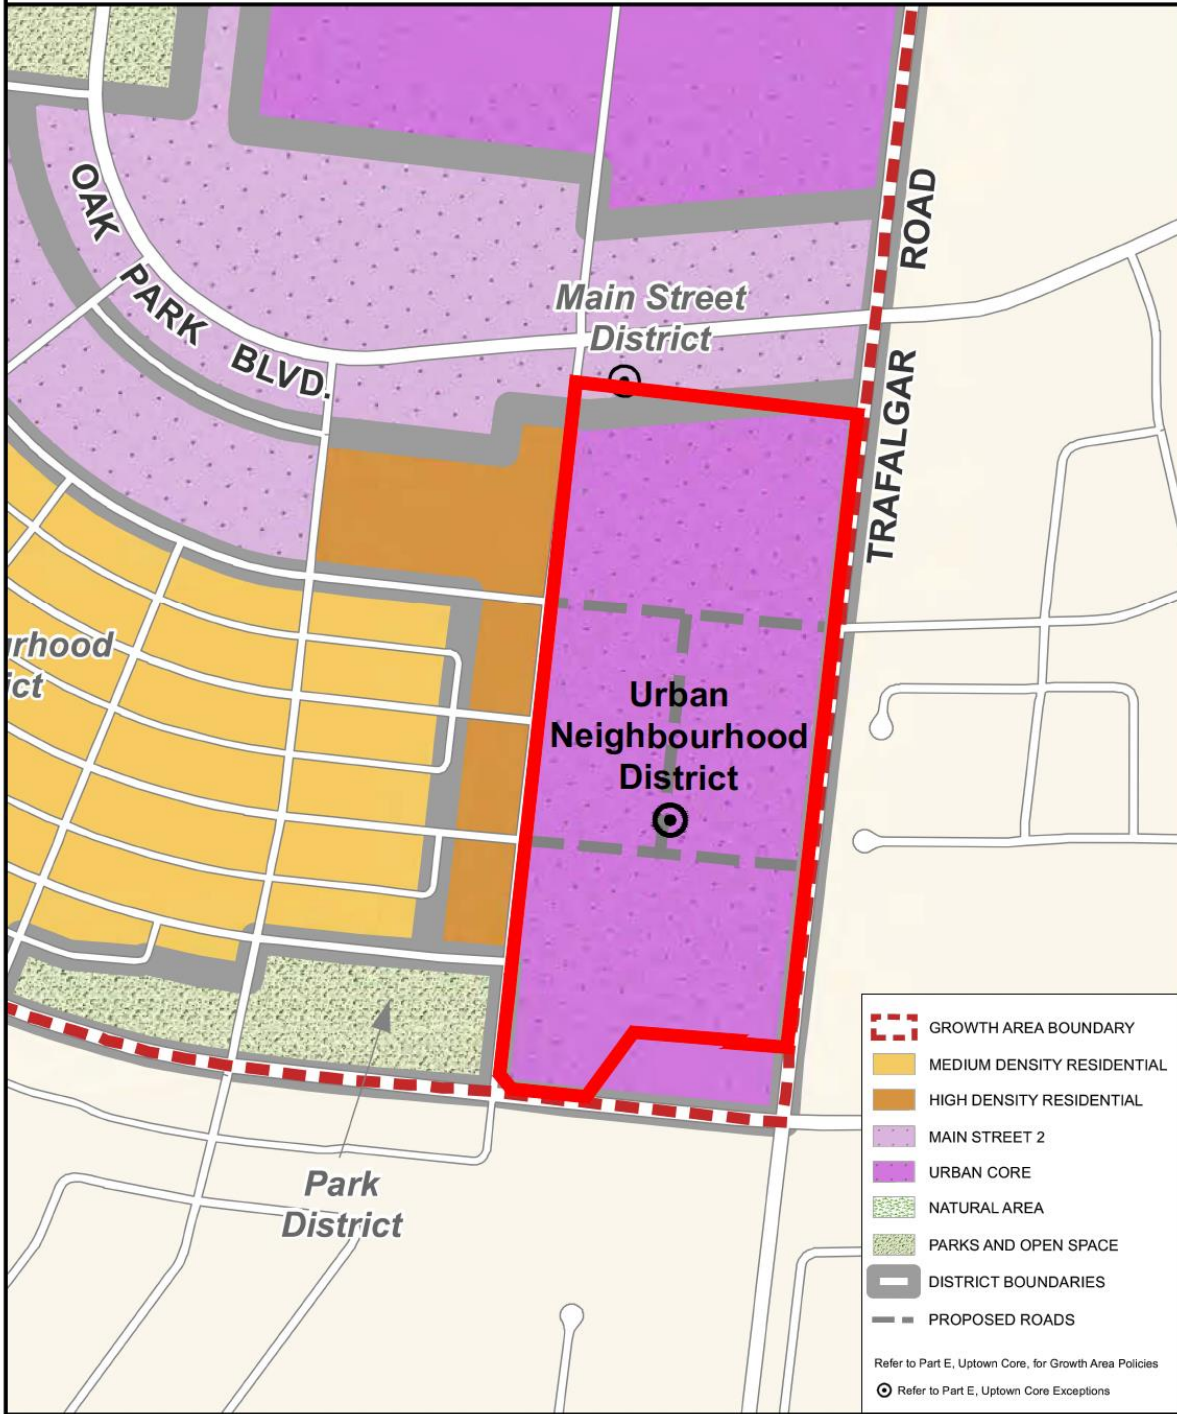 OAK PARK BLVD.
ROAD
Main Street
District
TRAFALGAR
Urban
Neighbourhood
District
Park
District
GROWTH AREA BOUNDARY
MEDIUM DENSITY RESIDENTIAL
HIGH DENSITY RESIDENTIAL
MAIN STREET 2
URBAN CORE
NATURAL AREA
PARKS AND OPEN SPACE
DISTRICT BOUNDARIES
PROPOSED ROADS
Refer to Part E, Uptown Core, for Growth Area Policies
Refer to Part E, Uptown Core Exceptions